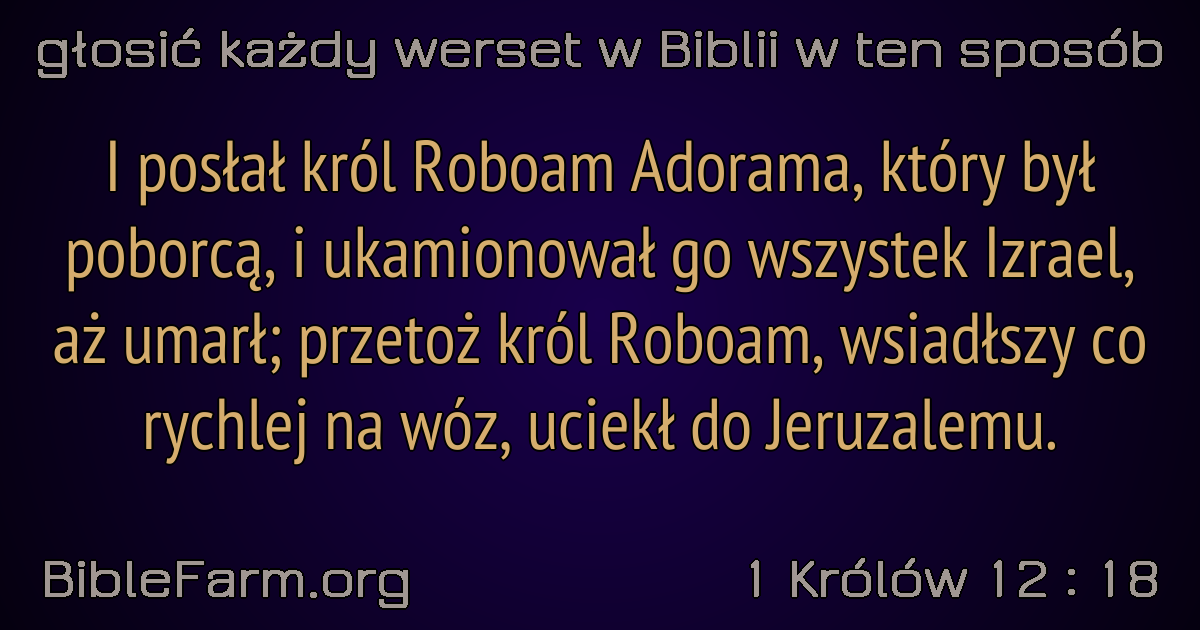 głosić każdy werset w Biblii w ten sposób
I posłał król Roboam Adorama, który był
poborcą, i ukamionował go wszystek Izrael,
aż umarł; przetoż król Roboam, wsiadłszy co
rychlej na wóz, uciekł do Jeruzalemu.
BibleFarm.org
1 Królów 12 : 18